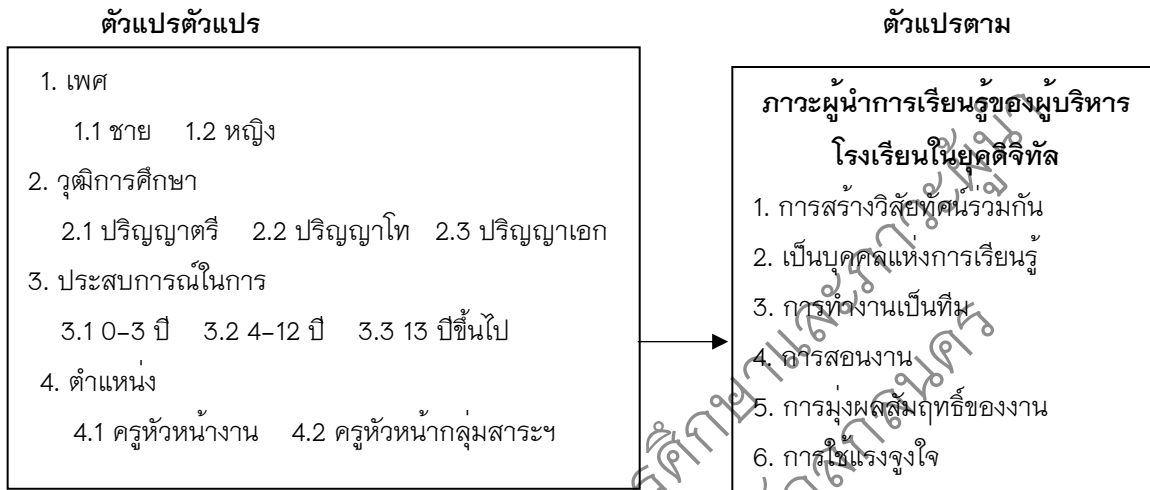 ตัวแปรตัวแปร
1. เพศ
1.1 ชาย 1.2 หญิง
2. วุฒิการศึกษา
2.1 ปริญญาตรี 2.2 ปริญญาโท 2.3 ปริญญาเอก
3. ประสบการณ์ในการ
3.1 0–3 ปี 3.2 4–12 ปี 3.3 13 ปีขึ้นไป
4. ตำแหน่ง
4.1 ครูหัวหน้างาน 4.2 ครูหัวหน้ากลุ่มสาระฯ
ตัวแปรตาม
ภาวะผู้นำการเรียนรู้ของผู้บริหาร
โรงเรียนในยุคดิจิทัล
1. การสร้างวิสัยทัศน์ร่วมกัน
2. เป็นบุคคลแห่งการเรียนรู้
3. การทำงานเป็นทีม
4. การสอนงาน
5. การมุ่งผลสัมฤทธิ์ของงาน
6. การใช้แรงจูงใจ